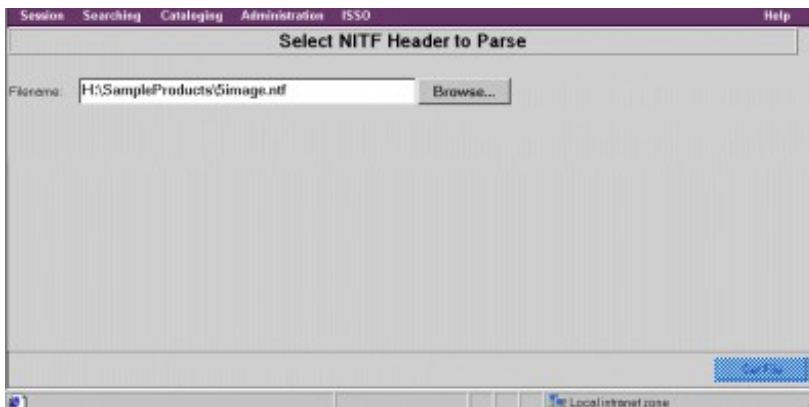 Session Searching Cataloging Administration ISSO Help
Select NITF Header to Parse
Filename: H:\SampleProducts\5image.ntf Browse...
Local intranet zone